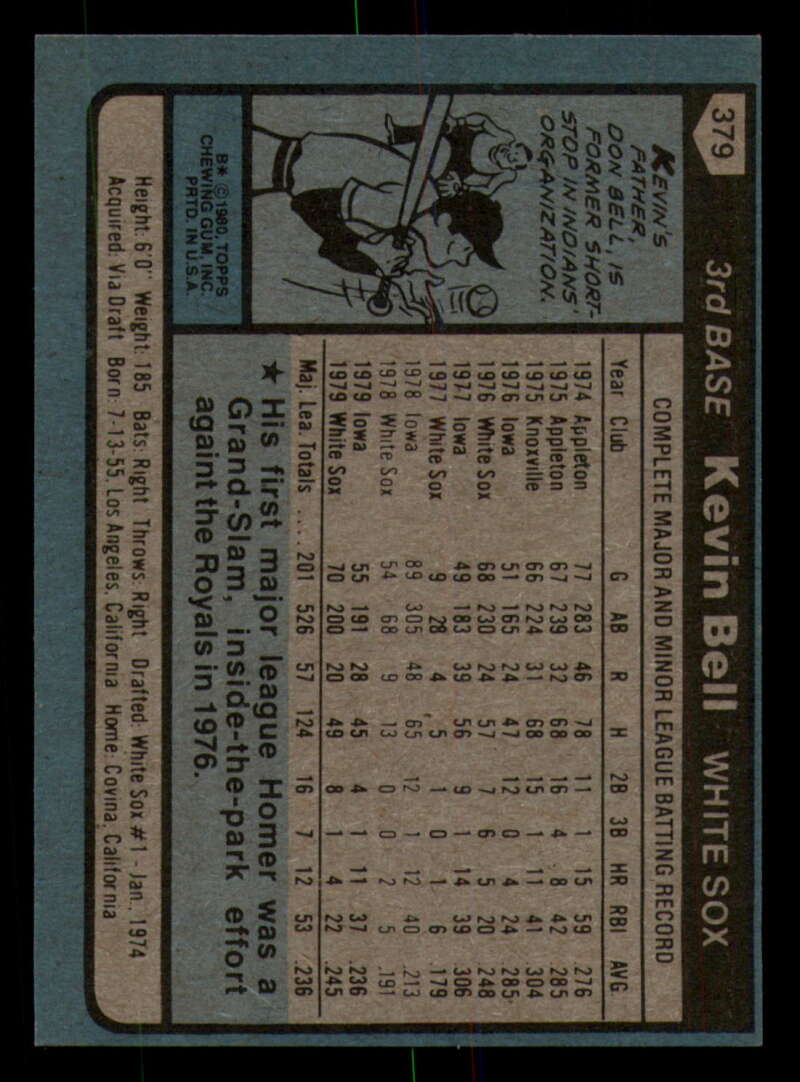 379 3rd BASE Kevin Bell WHITE SOX
KEVIN'S
FATHER,
DON BELL, IS
FORMER SHORT-
STOP IN INDIANS'
ORGANIZATION.
B* ©1980, TOPPS
CHEWING GUM, INC.
PRTD. IN U.S.A.
COMPLETE MAJOR AND MINOR LEAGUE BATTING RECORD
Year Club G AB R H 2B 3B HR RBI AVG.
1974 Appleton 77 283 46 78 11 1 15 59 .276
1975 Appleton 67 239 32 68 16 4 8 42 .285
1975 Knoxville 66 224 31 68 15 1 11 41 .304
1976 Iowa 51 165 24 47 12 0 4 24 .285
1976 White Sox 68 230 24 57 7 6 5 20 .248
1977 Iowa 49 183 39 56 9 1 14 39 .306
1977 White Sox 9 28 4 5 1 0 1 6 .179
1978 Iowa 89 305 48 65 12 1 12 40 .213
1978 White Sox 54 68 9 13 0 0 2 5 .191
1979 Iowa 55 191 28 45 4 1 11 37 .236
1979 White Sox 70 200 20 49 8 1 4 22 .245
Maj. Lea. Totals .... 201 526 57 124 16 7 12 53 .236
★ His first major league Homer was a
Grand-Slam, inside-the-park effort
againt the Royals in 1976.
Height: 6'0" Weight: 185 Bats: Right Throws: Right Drafted: White Sox #1 - Jan., 1974
Acquired: Via Draft Born: 7-13-55, Los Angeles, California Home: Covina, California